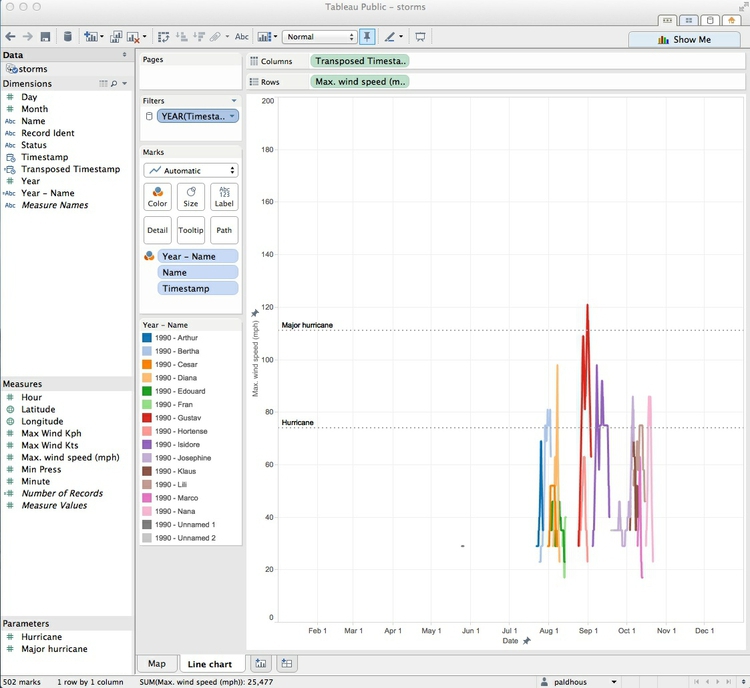 Tableau Public - storms
Abc
Normal
Show Me
Data
storms
Dimensions
Day
Month
Abc Name
Abc Record Ident
Abc Status
Timestamp
Transposed Timestamp
Year
Abc Year - Name
Abc Measure Names
Measures
Hour
Latitude
Longitude
Max Wind Kph
Max Wind Kts
Max. wind speed (mph)
Min Press
Minute
Number of Records
Measure Values
Parameters
Hurricane
Major hurricane
Pages
Filters
YEAR(Timesta..
Marks
Automatic
Color
Size
Abc
123
Label
Detail
Tooltip
Path
Year - Name
Name
Timestamp
Year - Name
1990 - Arthur
1990 - Bertha
1990 - Cesar
1990 - Diana
1990 - Edouard
1990 - Fran
1990 - Gustav
1990 - Hortense
1990 - Isidore
1990 - Josephine
1990 - Klaus
1990 - Lili
1990 - Marco
1990 - Nana
1990 - Unnamed 1
1990 - Unnamed 2
Columns
Transposed Timesta..
Rows
Max. wind speed (m..
200
180
160
140
120
100
80
60
40
20
0
Max. wind speed (mph)
Major hurricane
Hurricane
Feb 1
Mar 1
Apr 1
May 1
Jun 1
Jul 1
Aug 1
Sep 1
Oct 1
Nov 1
Dec 1
Date
Map
Line chart
502 marks
1 row by 1 column
SUM(Max. wind speed (mph)): 25,477
paldhous